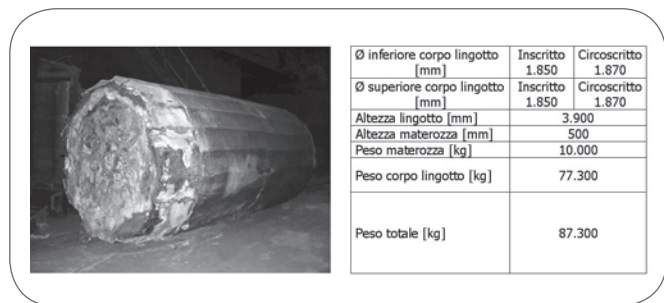 Ø inferiore corpo lingotto [mm] Inscritto 1.850 Circoscritto 1.870
Ø superiore corpo lingotto [mm] Inscritto 1.850 Circoscritto 1.870
Altezza lingotto [mm] 3.900
Altezza materozza [mm] 500
Peso materozza [kg] 10.000
Peso corpo lingotto [kg] 77.300
Peso totale [kg] 87.300